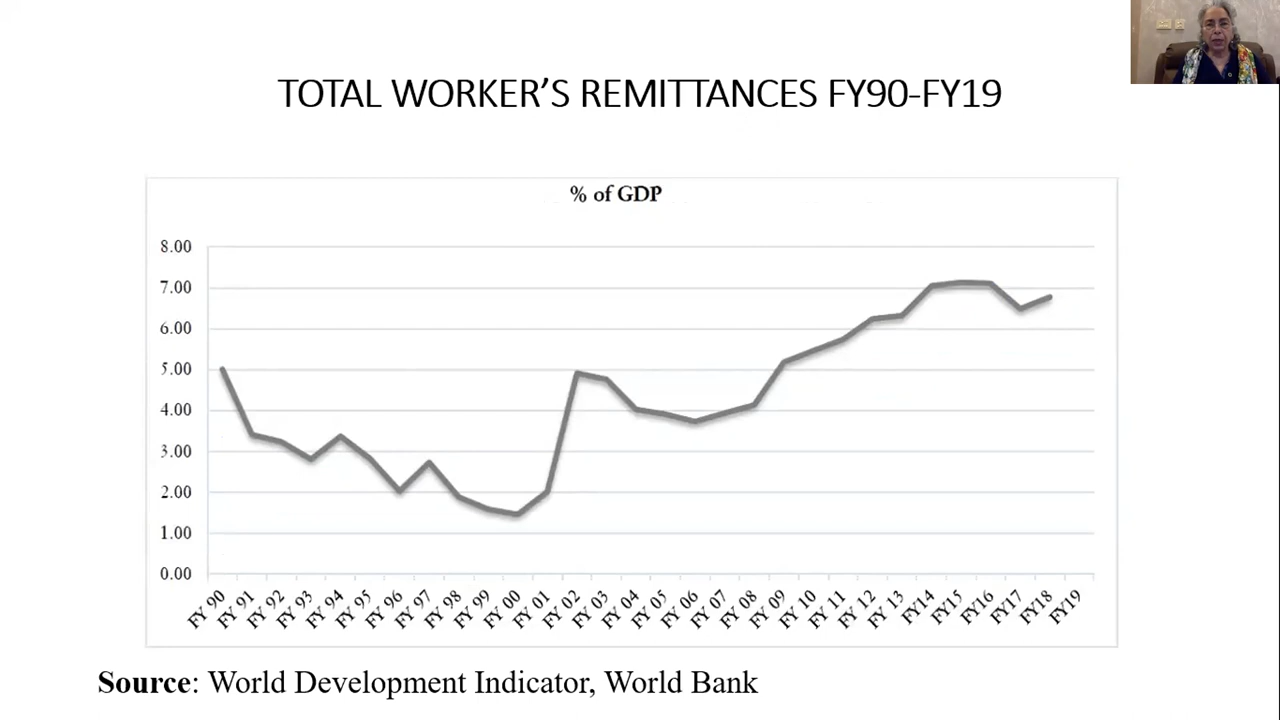 TOTAL WORKER’S REMITTANCES FY90-FY19
% of GDP
8.00
7.00
6.00
5.00
4.00
3.00
2.00
1.00
0.00
FY 90 FY 91 FY 92 FY 93 FY 94 FY 95 FY 96 FY 97 FY 98 FY 99 FY 00 FY 01 FY 02 FY 03 FY 04 FY 05 FY 06 FY 07 FY 08 FY 09 FY 10 FY 11 FY 12 FY 13 FY14 FY15 FY16 FY17 FY18 FY19
Source: World Development Indicator, World Bank